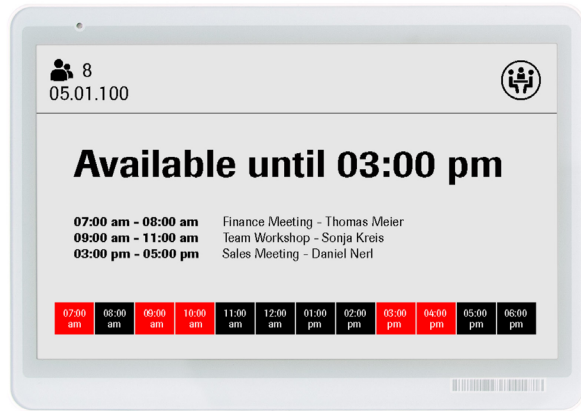 8
05.01.100
Available until 03:00 pm
07:00 am - 08:00 am Finance Meeting - Thomas Meier
09:00 am - 11:00 am Team Workshop - Sonja Kreis
03:00 pm - 05:00 pm Sales Meeting - Daniel Nerl
07:00 am 08:00 am 09:00 am 10:00 am 11:00 am 12:00 am 01:00 pm 02:00 pm 03:00 pm 04:00 pm 05:00 pm 06:00 pm